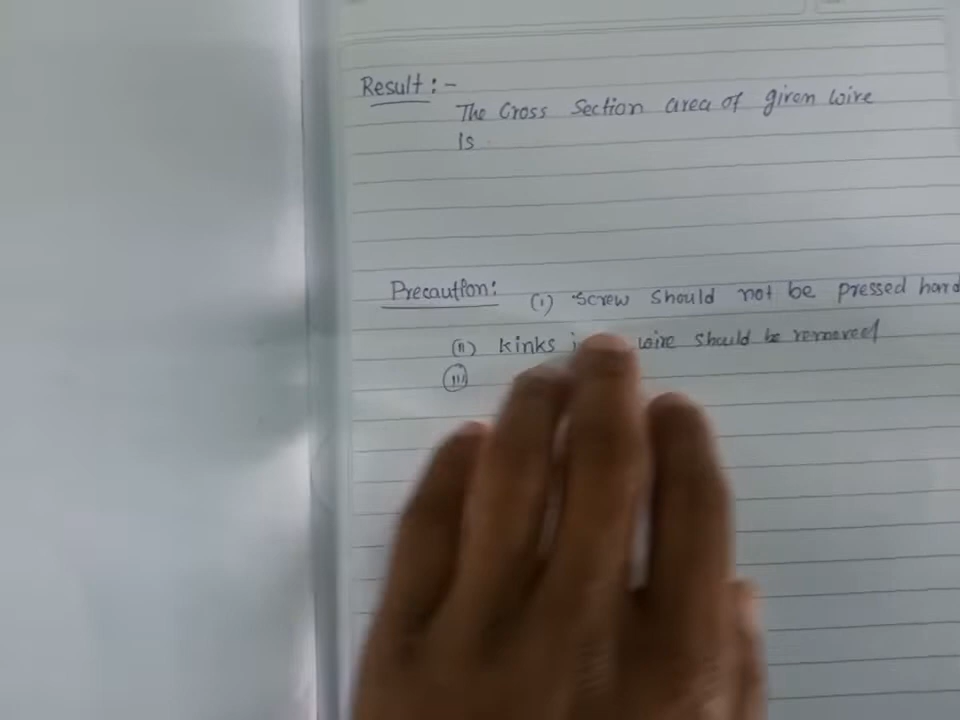 Result :-
The Cross Section area of given wire
Is
Precaution: (i) Screw should not be pressed hard
(ii) kinks wire should be removed
(iii)